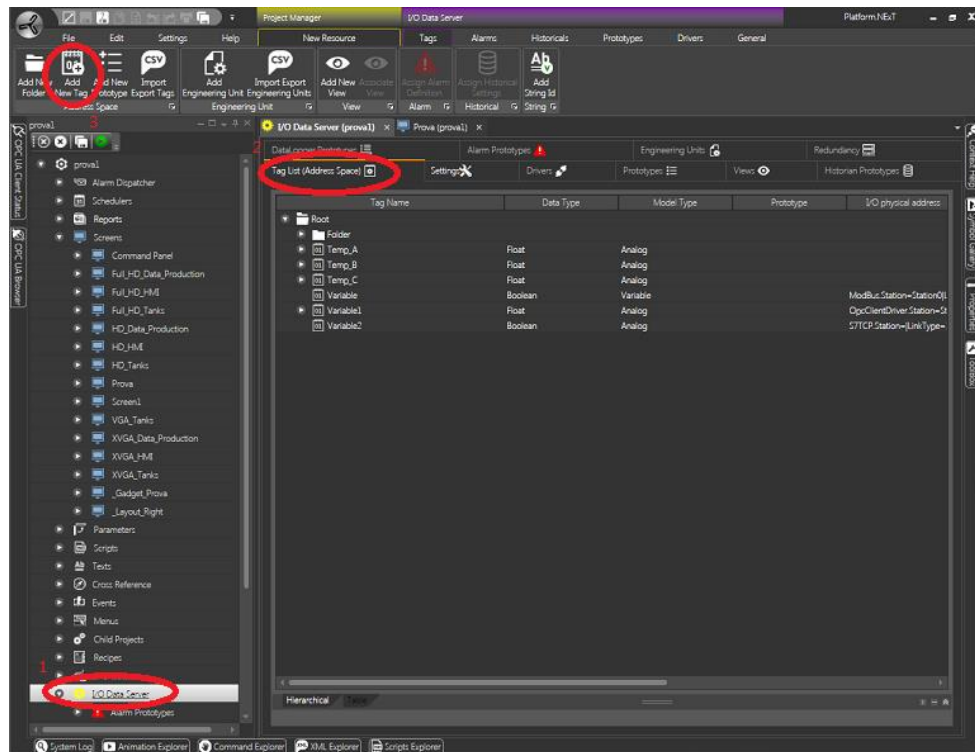 Project Manager
I/O Data Server
Platform.NExT
File Edit Settings Help New Resource Tags Alarms Historicals Prototypes Drivers General
Add New Folder
Add New Tag
Add New Prototype
Import Export Tags
Add Engineering Unit
Import Export Engineering Units
Add New View
Associate View
Assign Alarm Definition
Assign Historical Settings
Add String Id
Address Space
Engineering Unit
View
Alarm
Historical
String
3
prova1
I/O Data Server (prova1) x
Prova (prova1) x
2
DataLogger Prototypes
Alarm Prototypes
Engineering Units
Redundancy
Tag List (Address Space)
Settings
Drivers
Prototypes
Views
Historian Prototypes
Tag Name Data Type Model Type Prototype I/O physical address
Root
Folder
Temp_A Float Analog
Temp_B Float Analog
Temp_C Float Analog
Variable Boolean Variable ModBus.Station=Station0|L
Variable1 Float Analog OpcClientDriver.Station=St
Variable2 Boolean Analog S7TCP.Station=|LinkType=
Hierarchical
prova1
Alarm Dispatcher
Schedulers
Reports
Screens
Command Panel
Full_HD_Data_Production
Full_HD_HMI
Full_HD_Tanks
HD_Data_Production
HD_HMI
HD_Tanks
Prova
Screen1
VGA_Tanks
XVGA_Data_Production
XVGA_HMI
XVGA_Tanks
_Gadget_Prova
_Layout_Right
Parameters
Scripts
Texts
Cross Reference
Events
Menus
Child Projects
Recipes
1
I/O Data Server
Alarm Prototypes
OPC UA Client Status
OPC UA Browser
Context Help
Symbol Gallery
Properties
ToolBox
System Log
Animation Explorer
Command Explorer
XML Explorer
Scripts Explorer